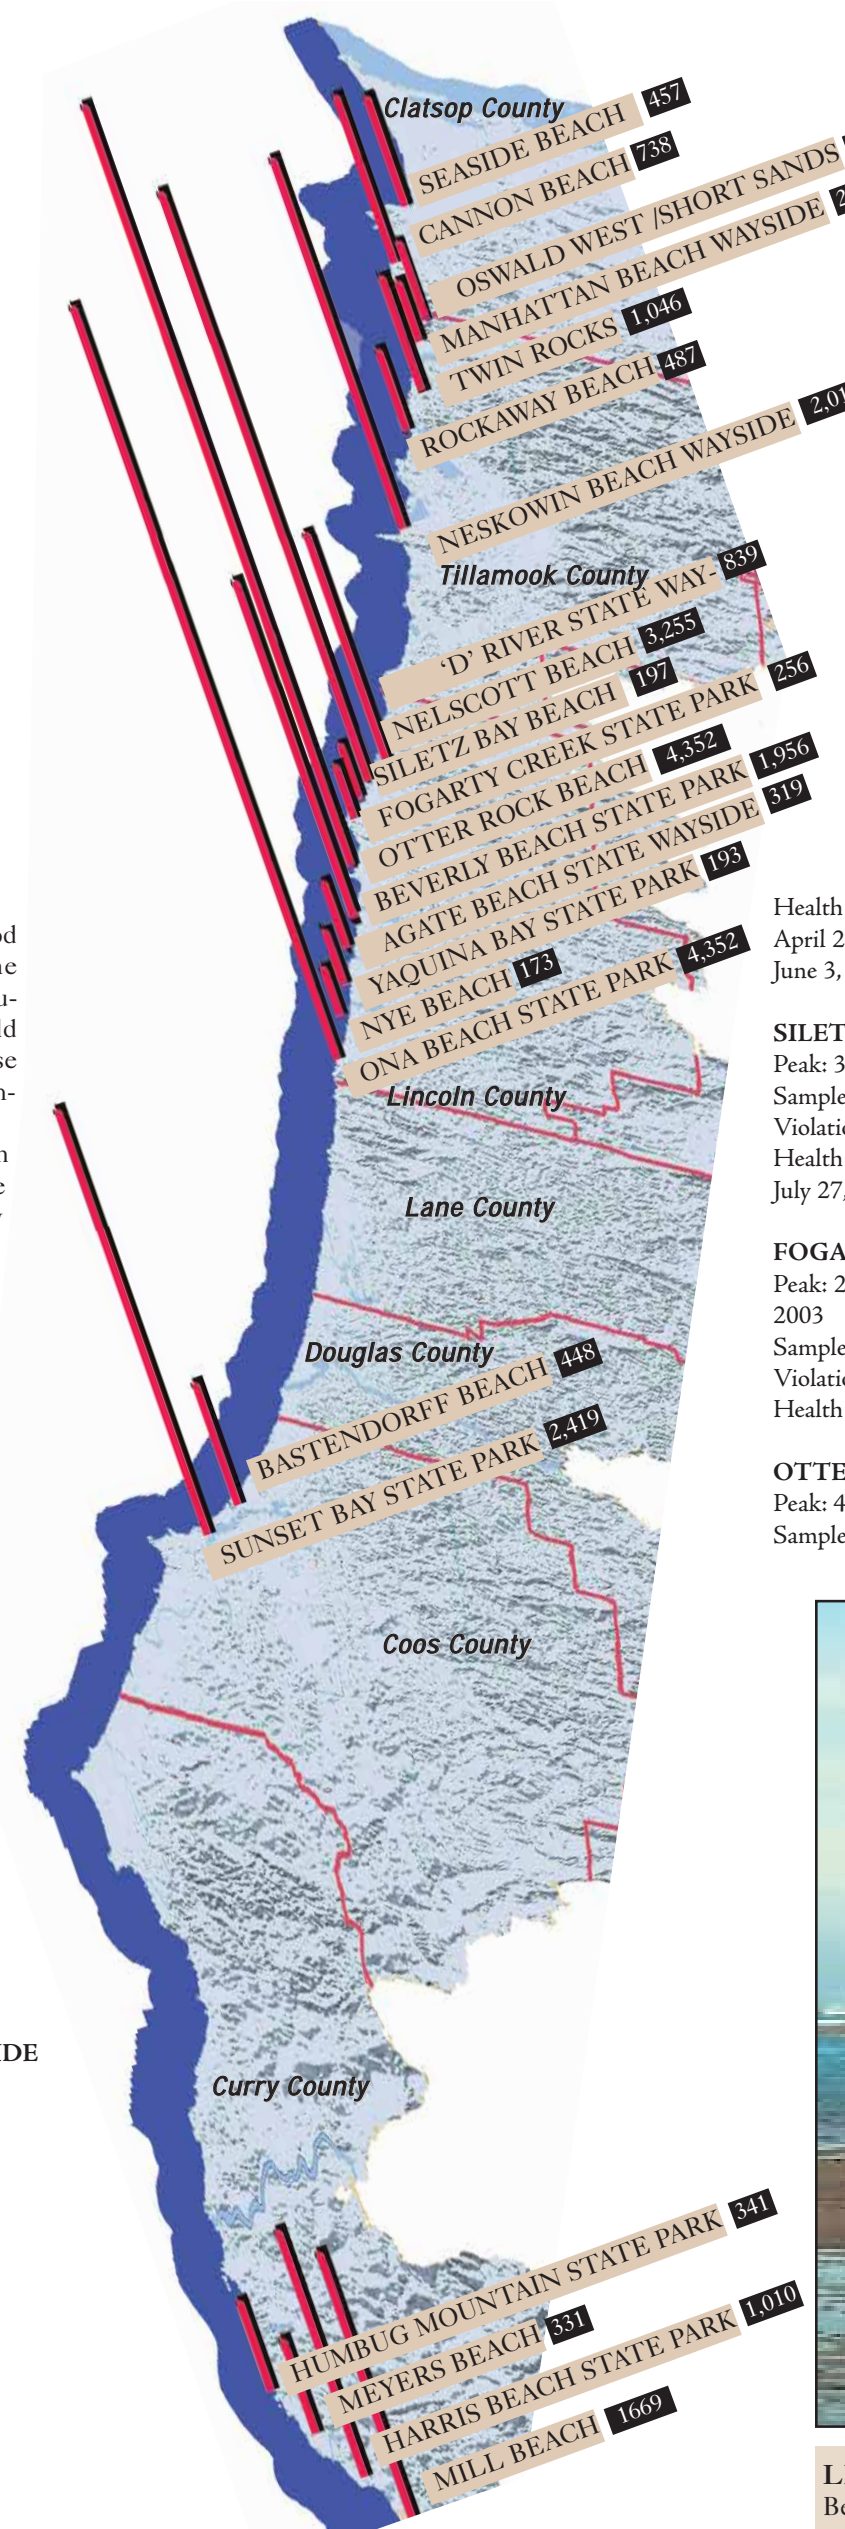 Clatsop County
SEASIDE BEACH 457
CANNON BEACH 738
OSWALD WEST /SHORT SANDS
MANHATTAN BEACH WAYSIDE 2
TWIN ROCKS 1,046
ROCKAWAY BEACH 487
NESKOWIN BEACH WAYSIDE 2,01
Tillamook County
‘D’ RIVER STATE WAY- 839
NELSCOTT BEACH 3,255
SILETZ BAY BEACH 197
FOGARTY CREEK STATE PARK 256
OTTER ROCK BEACH 4,352
BEVERLY BEACH STATE PARK 1,956
AGATE BEACH STATE WAYSIDE 319
YAQUINA BAY STATE PARK 193
NYE BEACH 173
ONA BEACH STATE PARK 4,352
Lincoln County
Lane County
Douglas County
BASTENDORFF BEACH 448
SUNSET BAY STATE PARK 2,419
Coos County
Curry County
HUMBUG MOUNTAIN STATE PARK 341
MEYERS BEACH 331
HARRIS BEACH STATE PARK 1,010
MILL BEACH 1669
IDE
Health
April 2
June 3,
SILET
Peak: 3
Sample
Violatio
Health
July 27,
FOGA
Peak: 2
2003
Sample
Violatio
Health
OTTE
Peak: 4
Sample
L
Be